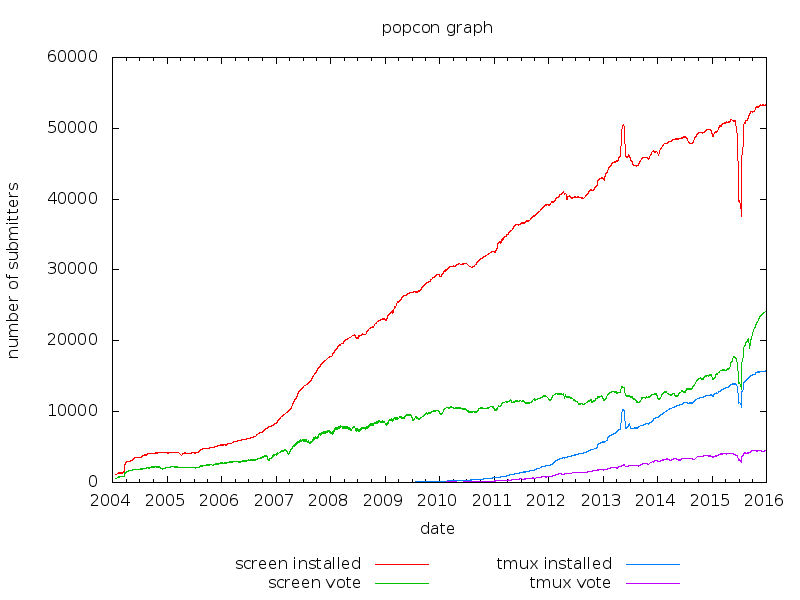 popcon graph
60000
50000
40000
30000
20000
10000
0
number of submitters
2004 2005 2006 2007 2008 2009 2010 2011 2012 2013 2014 2015 2016
date
screen installed tmux installed
screen vote tmux vote